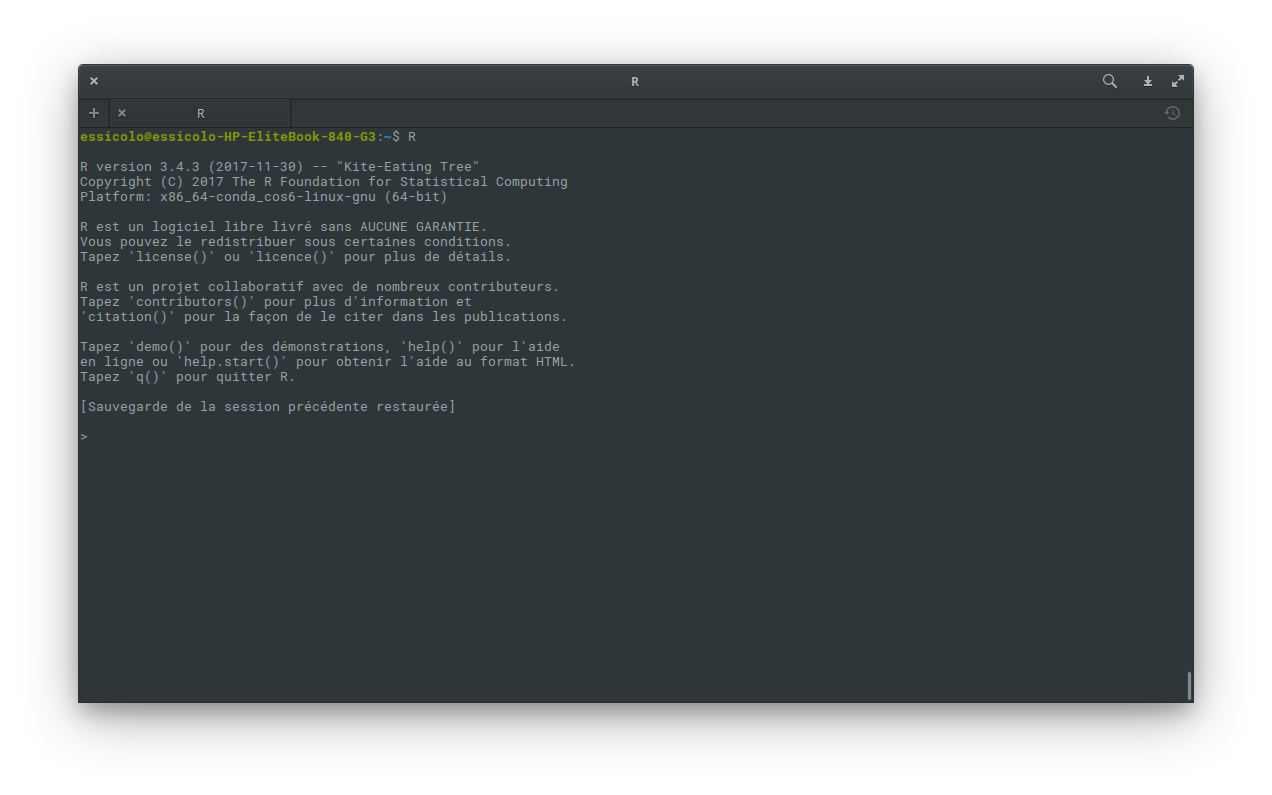 R
R
essicolo@essicolo-HP-EliteBook-840-G3:~$ R
R version 3.4.3 (2017-11-30) -- "Kite-Eating Tree"
Copyright (C) 2017 The R Foundation for Statistical Computing
Platform: x86_64-conda_cos6-linux-gnu (64-bit)
R est un logiciel libre livré sans AUCUNE GARANTIE.
Vous pouvez le redistribuer sous certaines conditions.
Tapez 'license()' ou 'licence()' pour plus de détails.
R est un projet collaboratif avec de nombreux contributeurs.
Tapez 'contributors()' pour plus d'information et
'citation()' pour la façon de le citer dans les publications.
Tapez 'demo()' pour des démonstrations, 'help()' pour l'aide
en ligne ou 'help.start()' pour obtenir l'aide au format HTML.
Tapez 'q()' pour quitter R.
[Sauvegarde de la session précédente restaurée]
>